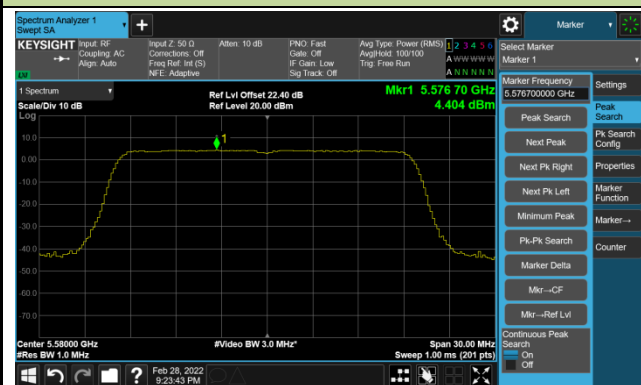 Spectrum Analyzer 1
Swept SA
+
Marker
KEYSIGHT
Input: RF
Coupling: AC
Align: Auto
Input Z: 50 Ω
Corrections: Off
Freq Ref: Int (S)
NFE: Adaptive
Atten: 10 dB
PNO: Fast
Gate: Off
IF Gain: Low
Sig Track: Off
Avg Type: Power (RMS)
Avg|Hold: 100/100
Trig: Free Run
1 2 3 4 5 6
A W W W W W
A N N N N N
Select Marker
Marker 1
1 Spectrum
Scale/Div 10 dB
Log
Ref Lvl Offset 22.40 dB
Ref Level 20.00 dBm
Mkr1 5.576 70 GHz
4.404 dBm
1
10.0
0.00
-10.0
-20.0
-30.0
-40.0
-50.0
-60.0
-70.0
Center 5.58000 GHz
#Res BW 1.0 MHz
#Video BW 3.0 MHz*
Span 30.00 MHz
Sweep 1.00 ms (201 pts)
Marker Frequency
5.576700000 GHz
Peak Search
Next Peak
Next Pk Right
Next Pk Left
Minimum Peak
Pk-Pk Search
Marker Delta
Mkr→CF
Mkr→Ref Lvl
Continuous Peak
Search
On
Off
Settings
Peak
Search
Pk Search
Config
Properties
Marker
Function
Marker→
Counter
?
Feb 28, 2022
9:23:43 PM